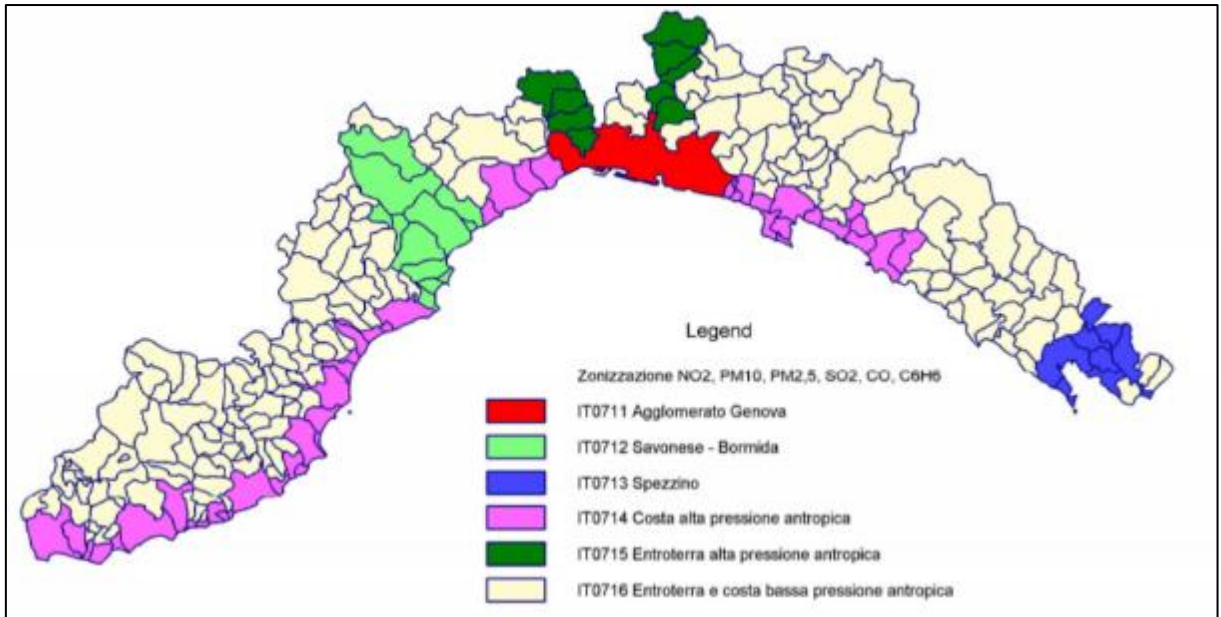 Legend
Zonizzazione NO2, PM10, PM2,5, SO2, CO, C6H6
IT0711 Agglomerato Genova
IT0712 Savonese - Bormida
IT0713 Spezzino
IT0714 Costa alta pressione antropica
IT0715 Entroterra alta pressione antropica
IT0716 Entroterra e costa bassa pressione antropica